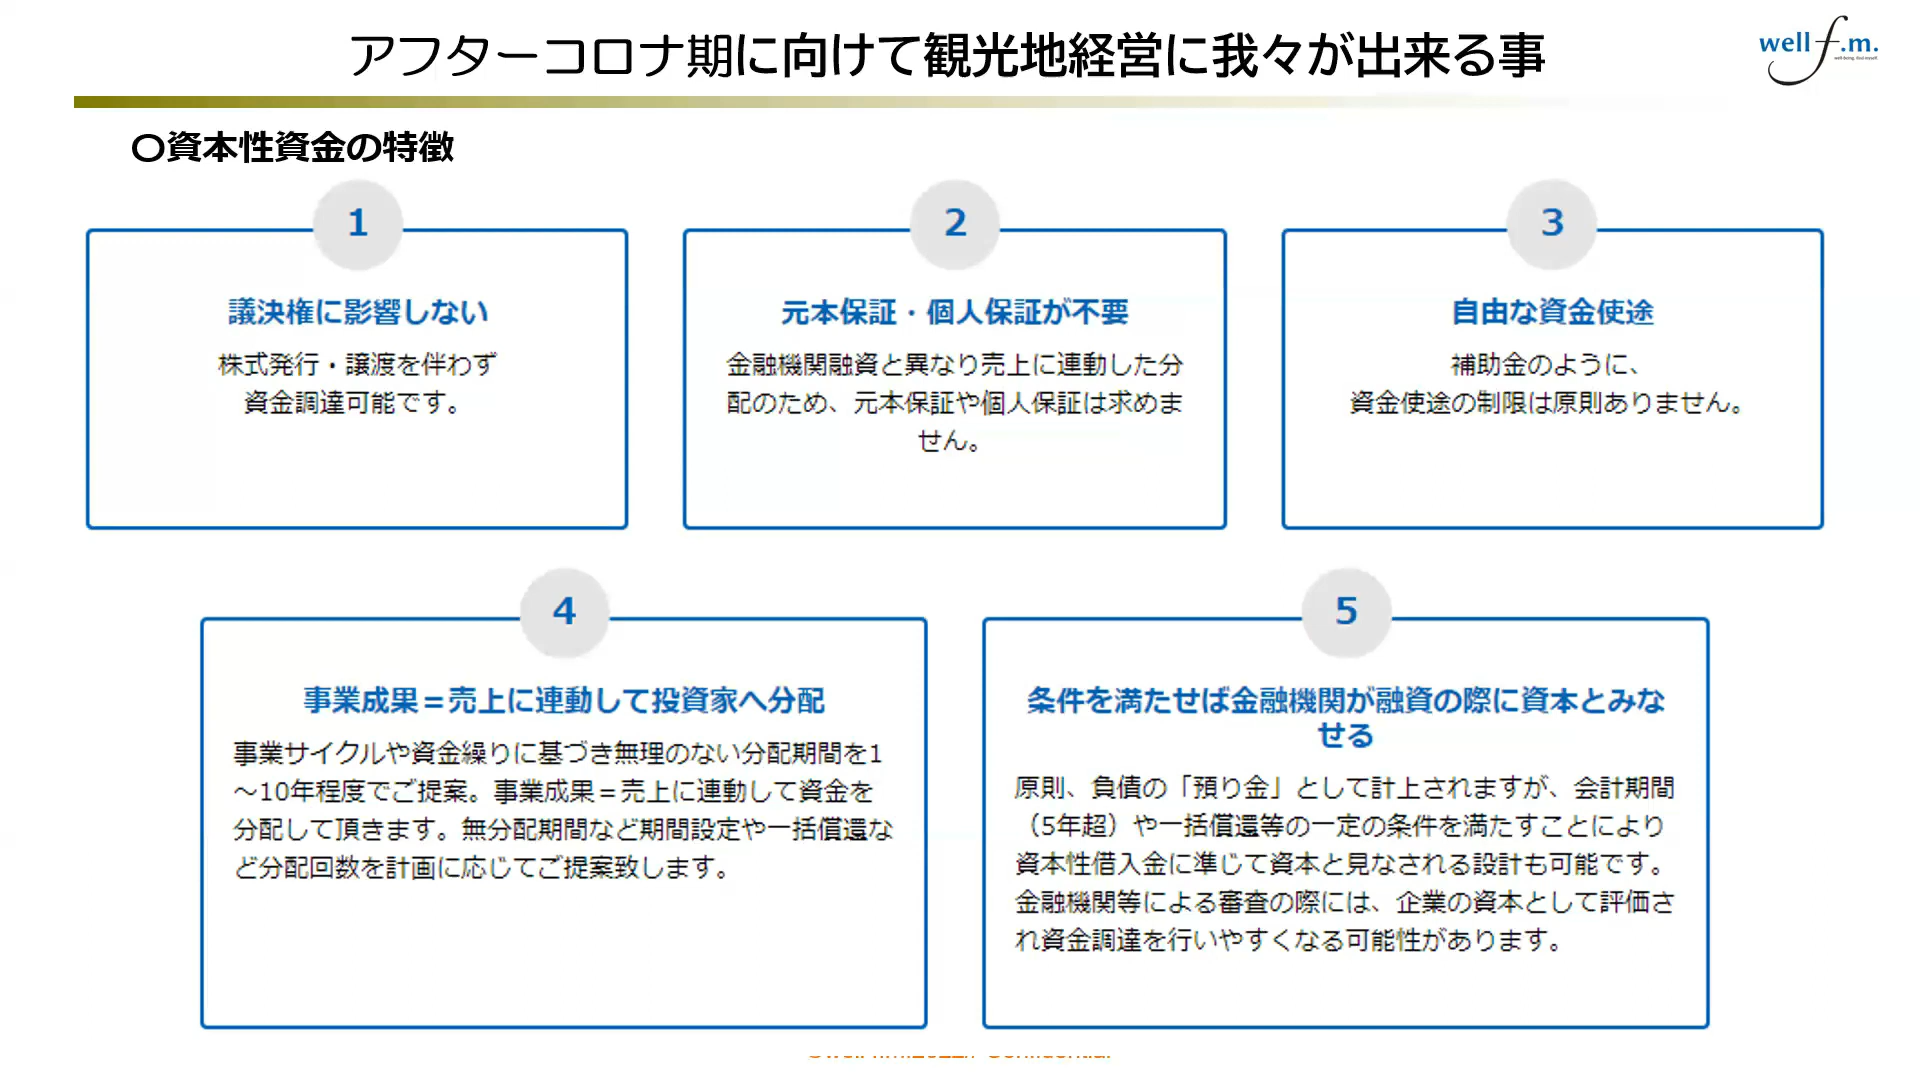 アフターコロナ期に向けて観光地経営に我々が出来る事
well f.m.
〇資本性資金の特徴
1
議決権に影響しない
株式発行・譲渡を伴わず
資金調達可能です。
2
元本保証・個人保証が不要
金融機関融資と異なり売上に連動した分
配のため、元本保証や個人保証は求めま
せん。
3
自由な資金使途
補助金のように、
資金使途の制限は原則ありません。
4
事業成果＝売上に連動して投資家へ分配
事業サイクルや資金繰りに基づき無理のない分配期間を1
～10年程度でご提案。事業成果＝売上に連動して資金を
分配して頂きます。無分配期間など期間設定や一括償還な
ど分配回数を計画に応じてご提案致します。
5
条件を満たせば金融機関が融資の際に資本とみな
せる
原則、負債の「預り金」として計上されますが、会計期間
（5年超）や一括償還等の一定の条件を満たすことにより
資本性借入金に準じて資本と見なされる設計も可能です。
金融機関等による審査の際には、企業の資本として評価さ
れ資金調達を行いやすくなる可能性があります。